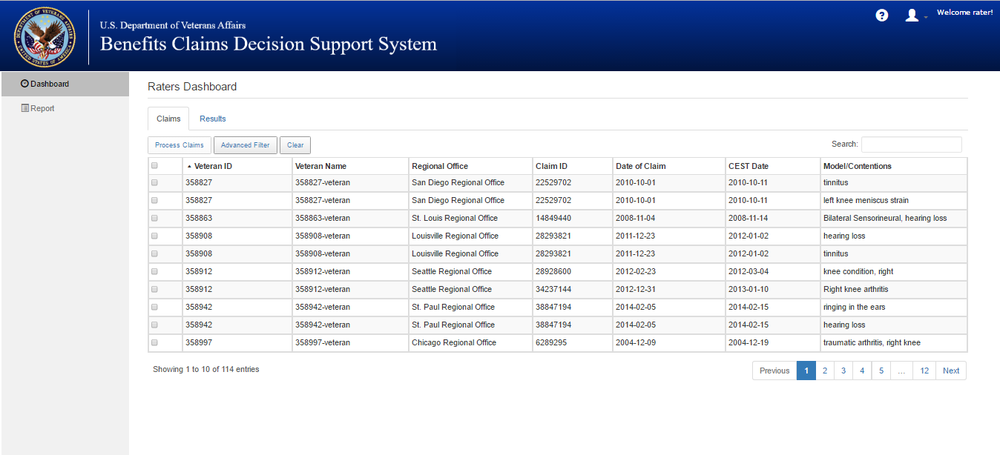 DEPARTMENT OF VETERANS AFFAIRS
UNITED STATES OF AMERICA
U.S. Department of Veterans Affairs
Benefits Claims Decision Support System
Welcome rater!
Dashboard
Report
Raters Dashboard
Claims Results
Process Claims Advanced Filter Clear Search:
Veteran ID Veteran Name Regional Office Claim ID Date of Claim CEST Date Model/Contentions
358827 358827-veteran San Diego Regional Office 22529702 2010-10-01 2010-10-11 tinnitus
358827 358827-veteran San Diego Regional Office 22529702 2010-10-01 2010-10-11 left knee meniscus strain
358863 358863-veteran St. Louis Regional Office 14849440 2008-11-04 2008-11-14 Bilateral Sensorineural, hearing loss
358908 358908-veteran Louisville Regional Office 28293821 2011-12-23 2012-01-02 hearing loss
358908 358908-veteran Louisville Regional Office 28293821 2011-12-23 2012-01-02 tinnitus
358912 358912-veteran Seattle Regional Office 28928600 2012-02-23 2012-03-04 knee condition, right
358912 358912-veteran Seattle Regional Office 34237144 2012-12-31 2013-01-10 Right knee arthritis
358942 358942-veteran St. Paul Regional Office 38847194 2014-02-05 2014-02-15 ringing in the ears
358942 358942-veteran St. Paul Regional Office 38847194 2014-02-05 2014-02-15 hearing loss
358997 358997-veteran Chicago Regional Office 6289295 2004-12-09 2004-12-19 traumatic arthritis, right knee
Showing 1 to 10 of 114 entries
Previous 1 2 3 4 5 ... 12 Next